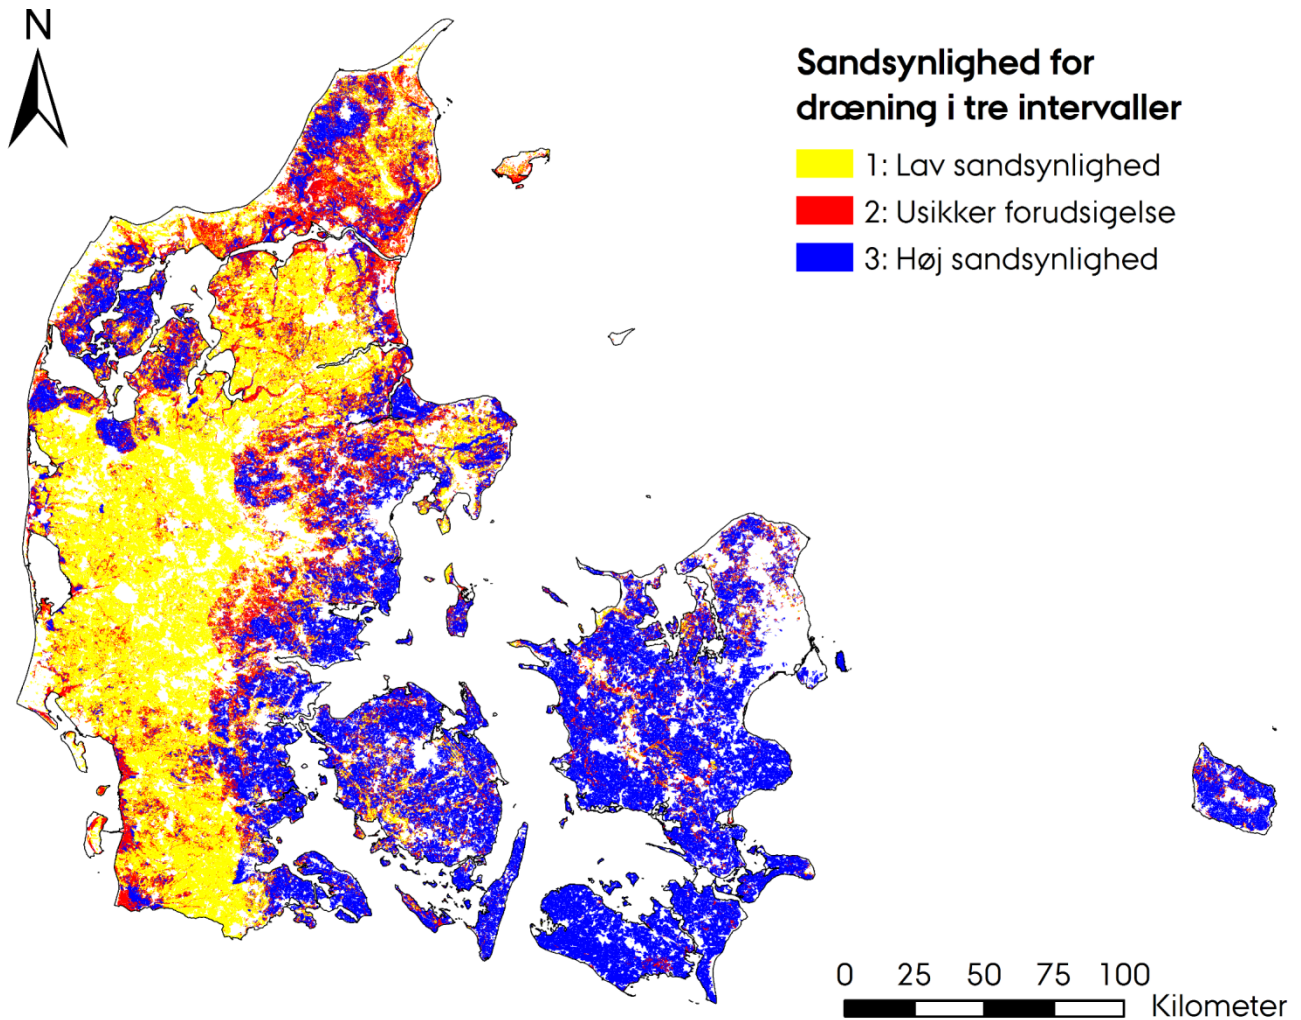 N
Sandsynlighed for
dræning i tre intervaller
1: Lav sandsynlighed
2: Usikker forudsigelse
3: Høj sandsynlighed
0 25 50 75 100
Kilometer